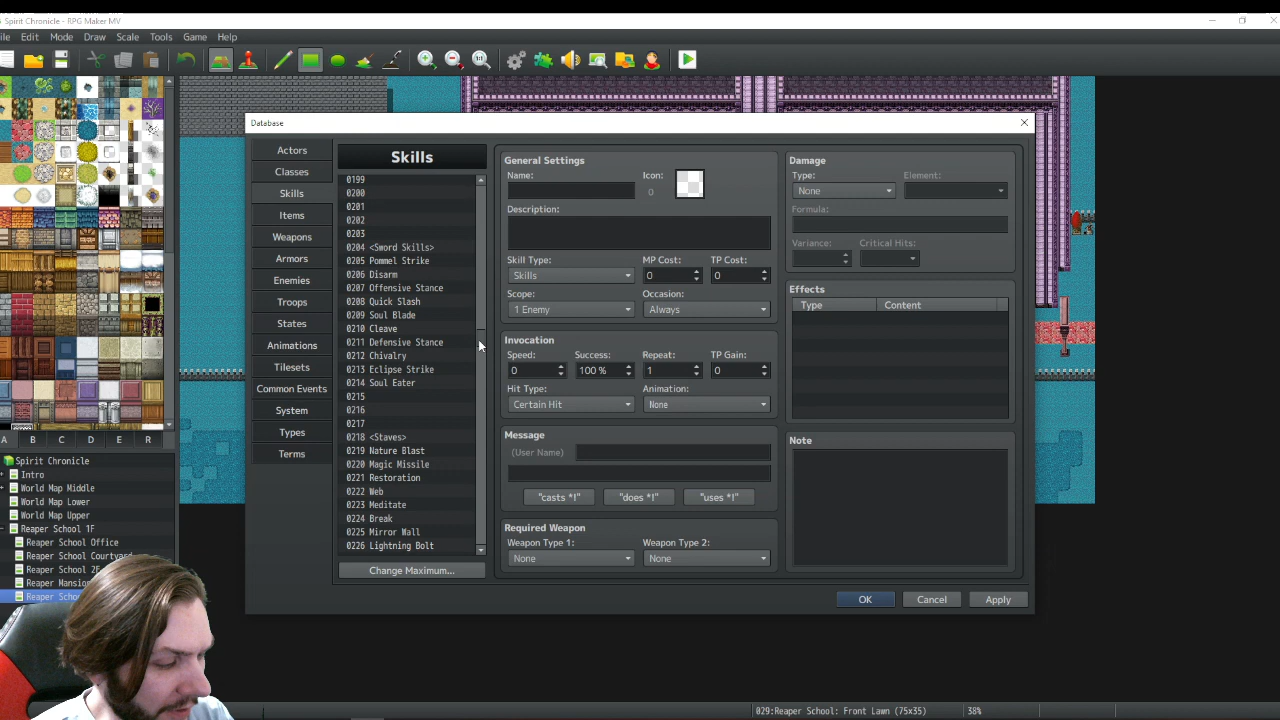 Spirit Chronicle - RPG Maker MV
Edit Mode Draw Scale Tools Game Help
Database
Actors
Classes
Skills
Items
Weapons
Armors
Enemies
Troops
States
Animations
Tilesets
Common Events
System
Types
Terms
Skills
0199
0200
0201
0202
0203
0204 <Sword Skills>
0205 Pommel Strike
0206 Disarm
0207 Offensive Stance
0208 Quick Slash
0209 Soul Blade
0210 Cleave
0211 Defensive Stance
0212 Chivalry
0213 Eclipse Strike
0214 Soul Eater
0215
0216
0217
0218 <Staves>
0219 Nature Blast
0220 Magic Missile
0221 Restoration
0222 Web
0223 Meditate
0224 Break
0225 Mirror Wall
0226 Lightning Bolt
Change Maximum...
General Settings
Name: Icon:
0
Description:
Skill Type: MP Cost: TP Cost:
Skills 0 0
Scope: Occasion:
1 Enemy Always
Invocation
Speed: Success: Repeat: TP Gain:
0 100 % 1 0
Hit Type: Animation:
Certain Hit None
Message
(User Name)
"casts *!" "does *!" "uses *!"
Required Weapon
Weapon Type 1: Weapon Type 2:
None None
Damage
Type: Element:
None
Formula:
Variance: Critical Hits:
Effects
Type Content
Note
OK Cancel Apply
A B C D E R
Spirit Chronicle
Intro
World Map Middle
World Map Lower
World Map Upper
Reaper School 1F
Reaper School Office
Reaper School Courtyard
Reaper School 2F
Reaper Mansion
Reaper
029:Reaper School: Front Lawn (75x35) 38%